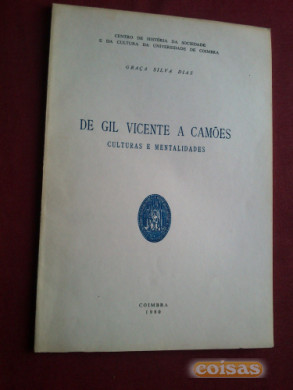 CENTRO DE HISTÓRIA DA SOCIEDADE
E DA CULTURA DA UNIVERSIDADE DE COIMBRA
GRAÇA SILVA DIAS
DE GIL VICENTE A CAMÕES
CULTURAS E MENTALIDADES
COIMBRA
coisas